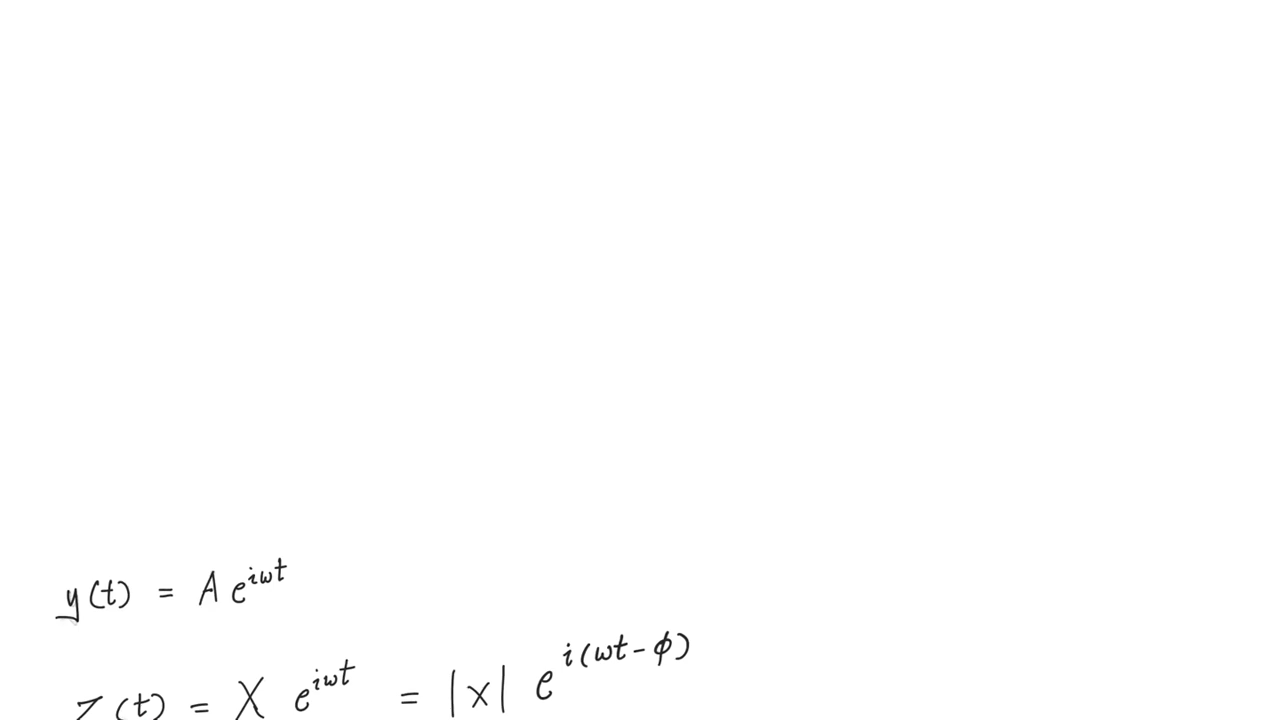 y(t) = A e^{iωt}
Z(t) = X e^{iωt} = |x| e^{i(ωt-ϕ)}